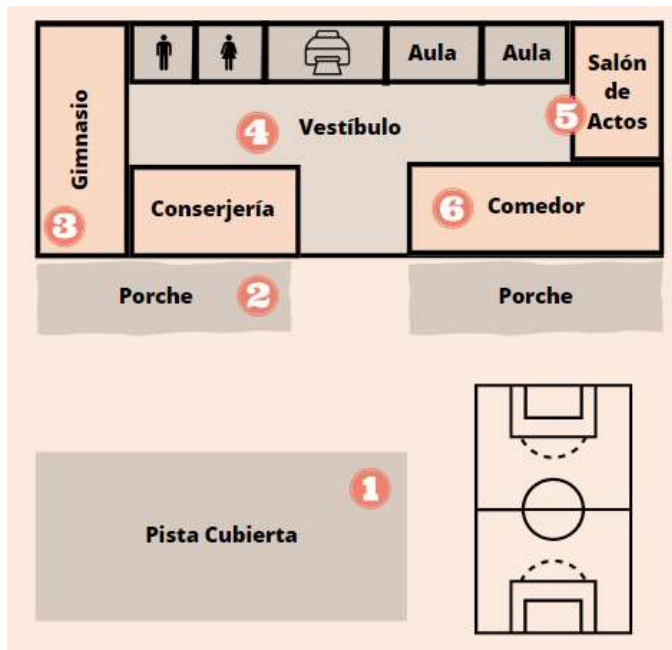 Aula
Aula
Salón
de
Actos
5
Gimnasio
4
Vestíbulo
3
Conserjería
6
Comedor
Porche
2
Porche
1
Pista Cubierta